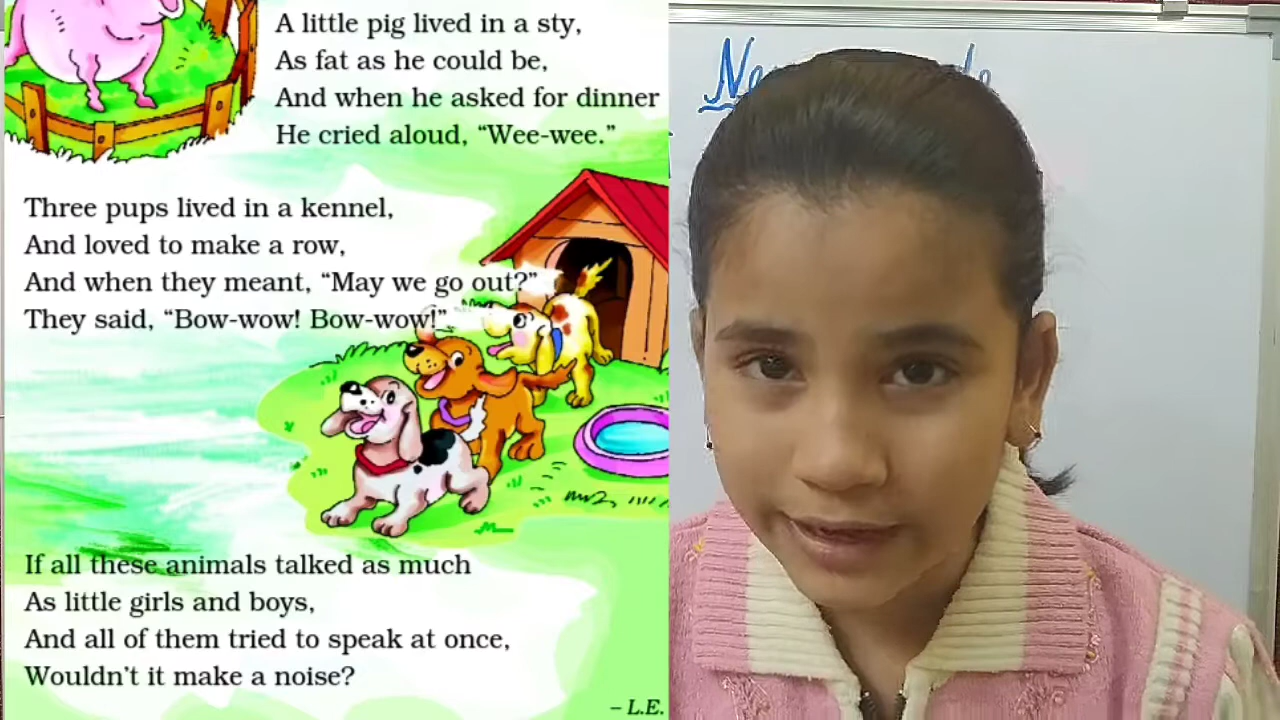 A little pig lived in a sty,
As fat as he could be,
And when he asked for dinner
He cried aloud, “Wee-wee.”
Three pups lived in a kennel,
And loved to make a row,
And when they meant, “May we go out?”
They said, “Bow-wow! Bow-wow!”
If all these animals talked as much
As little girls and boys,
And all of them tried to speak at once,
Wouldn’t it make a noise?
– L.E.